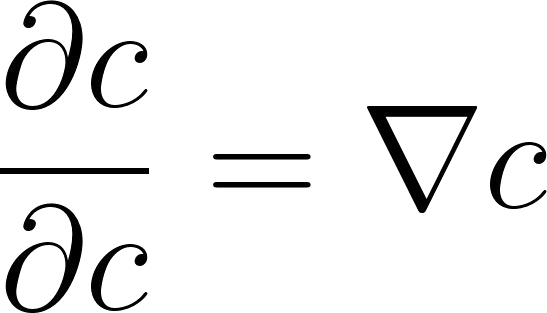 ∂c/∂c = ∇c